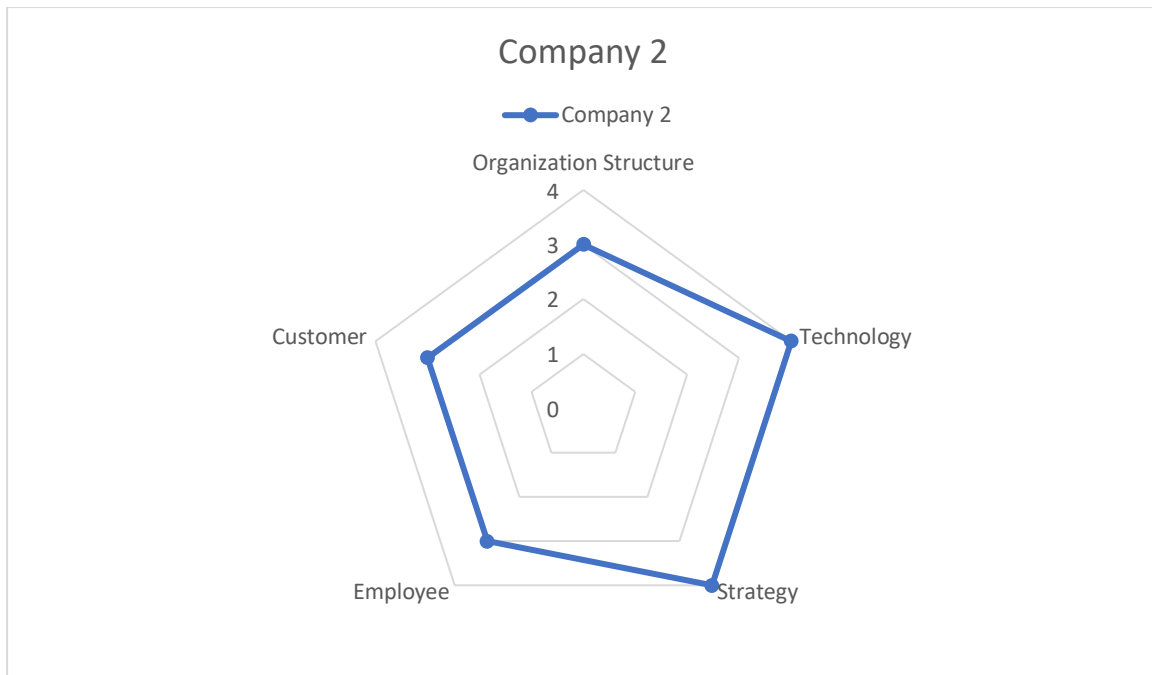 Company 2
Company 2
Organization Structure
4
3
2
1
0
Customer
Technology
Employee
Strategy